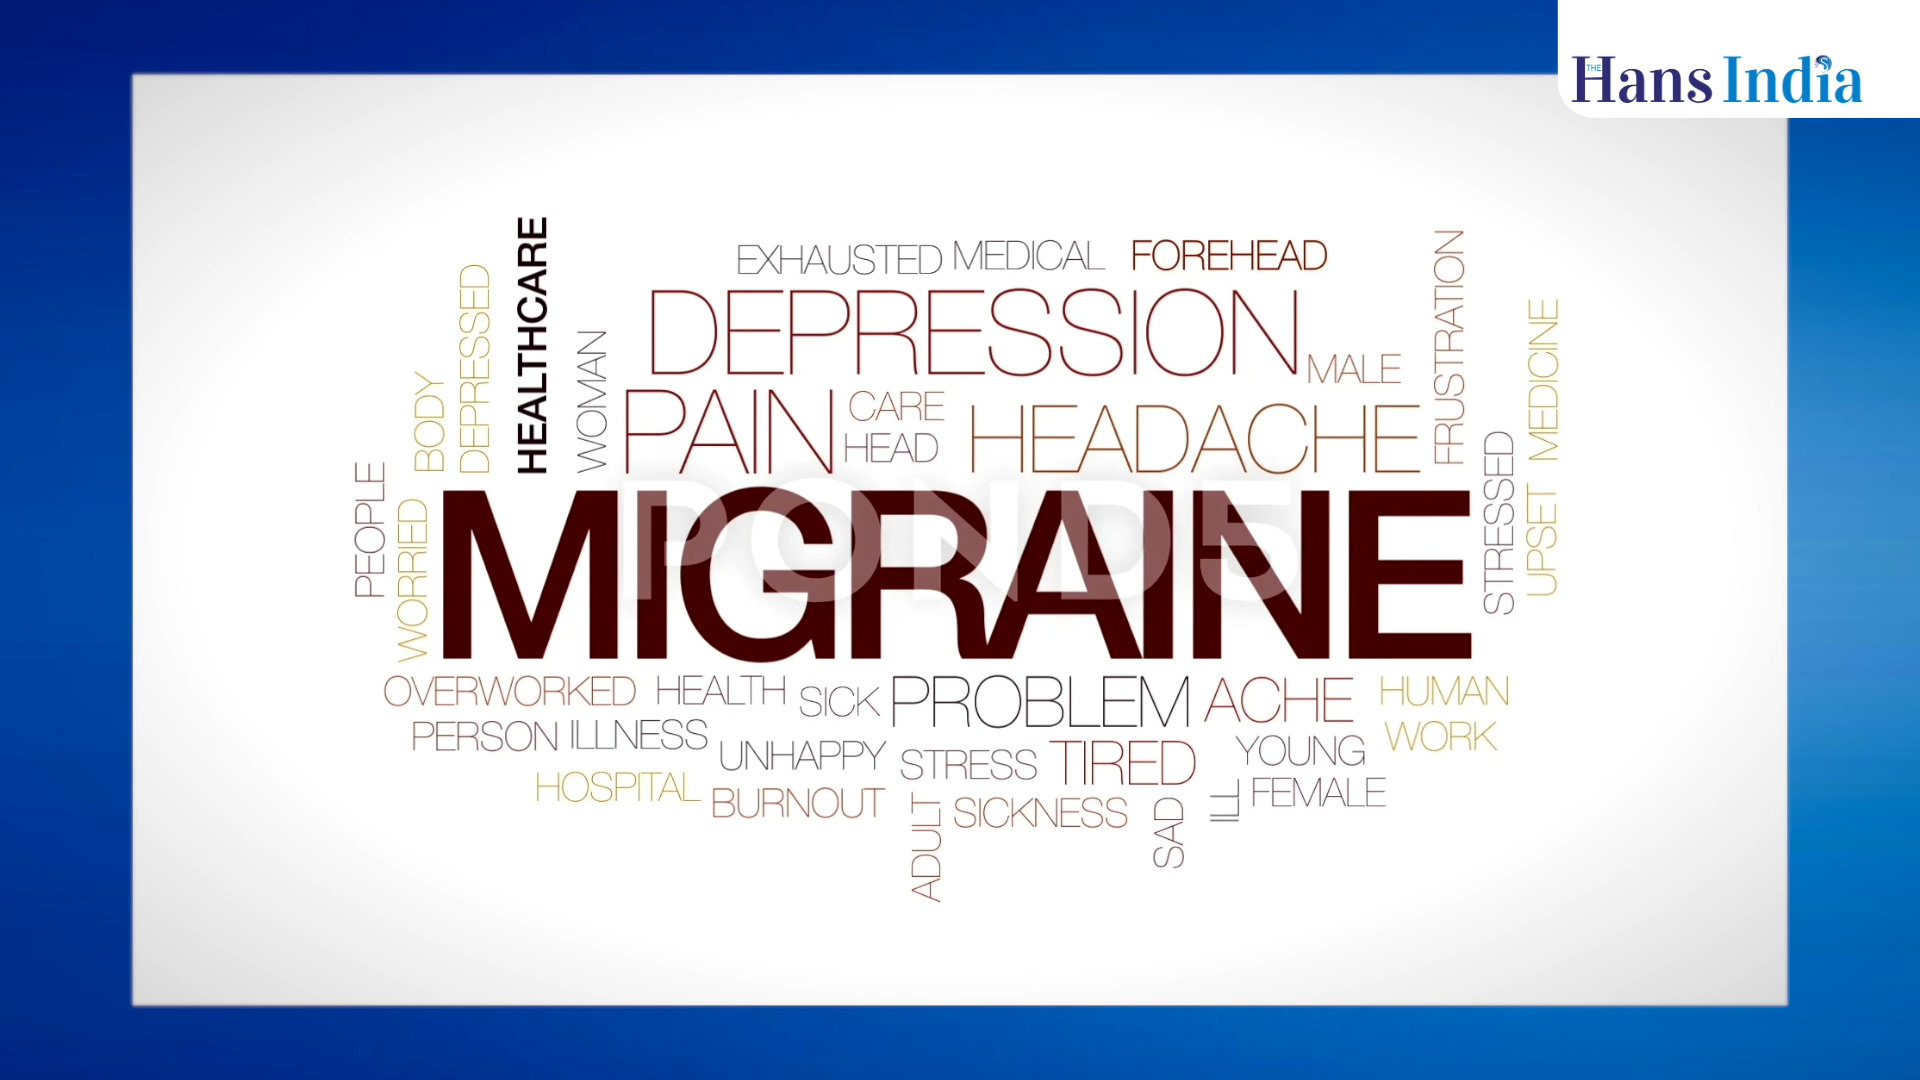 THE Hans India
EXHAUSTED MEDICAL FOREHEAD
DEPRESSION
MALE
HEALTHCARE
DEPRESSED
BODY
WOMAN
FRUSTRATION
MEDICINE
PAIN CARE HEADACHE
HEAD
PEOPLE
WORRIED
MIGRAINE
POND5
STRESSED
UPSET
OVERWORKED HEALTH SICK PROBLEM ACHE HUMAN
PERSON ILLNESS UNHAPPY STRESS TIRED YOUNG WORK
HOSPITAL BURNOUT SICKNESS FEMALE
ADULT
SAD
ILL